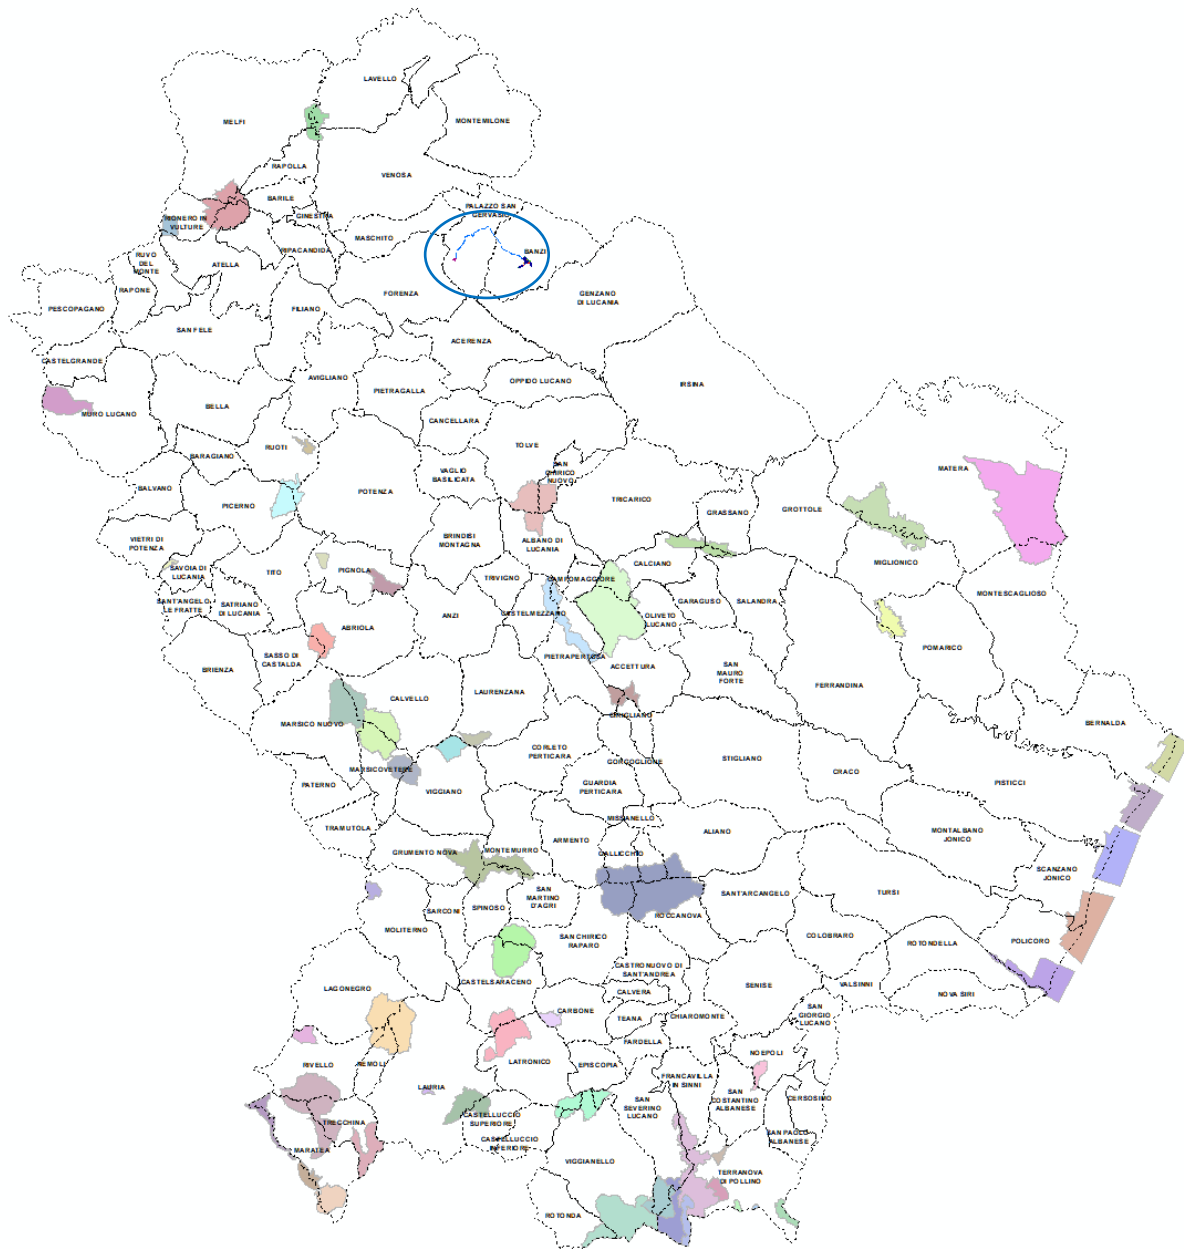 LAVELLO
MELFI
MONTEMILONE
RAPOLLA
VENOSA
BARILE
PALAZZO SAN
GERVASIO
GINESTRA
RIONERO IN
VULTURE
MASCHITO
RIPACANDIDA
BANZI
RUVO
DEL
MONTE
ATELLA
RAPONE
FORENZA
GENZANO
DI LUCANIA
PESCOPAGANO
FILIANO
SAN FELE
ACERENZA
CASTELGRANDE
AVIGLIANO
OPPIDO LUCANO
IRSINA
PIETRAGALLA
BELLA
MURO LUCANO
CANCELLARA
TOLVE
RUOTI
BARAGIANO
SAN
CHIRICO
NUOVO
MATERA
VAGLIO
BASILICATA
BALVANO
POTENZA
TRICARICO
PICERNO
GROTTOLE
GRASSANO
VIETRI DI
POTENZA
BRINDISI
MONTAGNA
ALBANO DI
LUCANIA
CALCIANO
MIGLIONICO
SAVOIA DI
LUCANIA
TITO
PIGNOLA
TRIVIGNO
CAMPOMAGGIORE
MONTESCAGLIOSO
SANT'ANGELO
LE FRATTE
SATRIANO
DI LUCANIA
ABRIOLA
ANZI
CASTELMEZZANO
OLIVETO
LUCANO
GARAGUSO
SALANDRA
BRIENZA
SASSO DI
CASTALDA
PIETRAPERTOSA
ACCETTURA
SAN
MAURO
FORTE
POMARICO
FERRANDINA
CALVELLO
LAURENZANA
MARSICO NUOVO
CIRIGLIANO
BERNALDA
CORLETO
PERTICARA
GORGOGLIONE
STIGLIANO
MARSICOVETERE
CRACO
PISTICCI
PATERNO
VIGGIANO
GUARDIA
PERTICARA
TRAMUTOLA
MISSANELLO
ALIANO
MONTALBANO
JONICO
ARMENTO
GRUMENTO NOVA
MONTEMURRO
GALLICCHIO
SCANZANO
JONICO
SARCONI
SPINOSO
SAN
MARTINO
D'AGRI
SANT'ARCANGELO
TURSI
ROCCANOVA
MOLITERNO
SAN CHIRICO
RAPARO
COLOBRARO
ROTONDELLA
POLICORO
CASTRONUOVO DI
SANT'ANDREA
CASTELSARACENO
LAGONEGRO
CALVERA
SENISE
VALSINNI
NOVA SIRI
CARBONE
TEANA
CHIAROMONTE
SAN
GIORGIO
LUCANO
FARDELLA
NOEPOLI
RIVELLO
NEMOLI
LATRONICO
EPISCOPIA
FRANCAVILLA
IN SINNI
LAURIA
SAN
SEVERINO
LUCANO
SAN
COSTANTINO
ALBANESE
CERSOSIMO
TRECCHINA
CASTELLUCCIO
SUPERIORE
CASTELLUCCIO
INFERIORE
SAN PAOLO
ALBANESE
MARATEA
VIGGIANELLO
TERRANOVA
DI POLLINO
ROTONDA